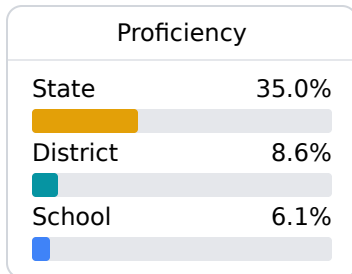 Proficiency
State 35.0%
District 8.6%
School 6.1%